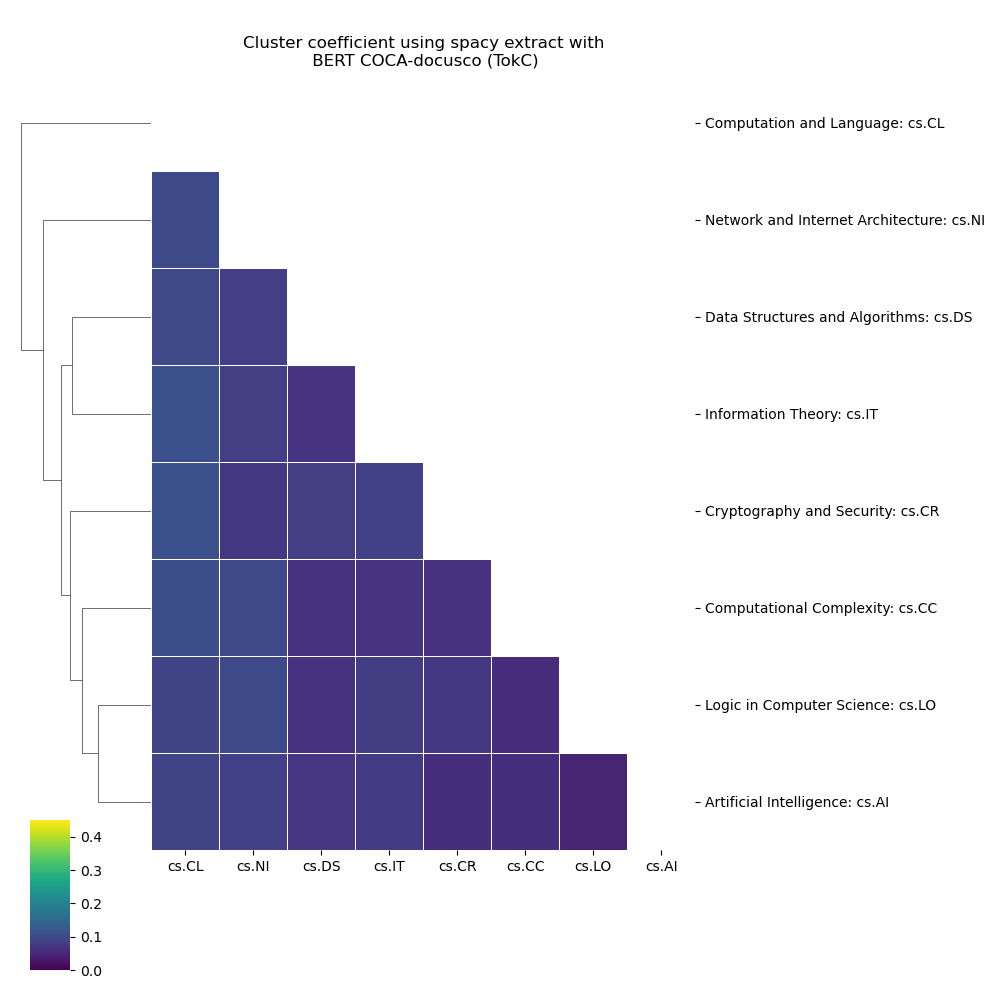 Cluster coefficient using spacy extract with
BERT COCA-docusco (TokC)
Computation and Language: cs.CL
Network and Internet Architecture: cs.NI
Data Structures and Algorithms: cs.DS
Information Theory: cs.IT
Cryptography and Security: cs.CR
Computational Complexity: cs.CC
Logic in Computer Science: cs.LO
Artificial Intelligence: cs.AI
cs.CL cs.NI cs.DS cs.IT cs.CR cs.CC cs.LO cs.AI
0.4
0.3
0.2
0.1
0.0